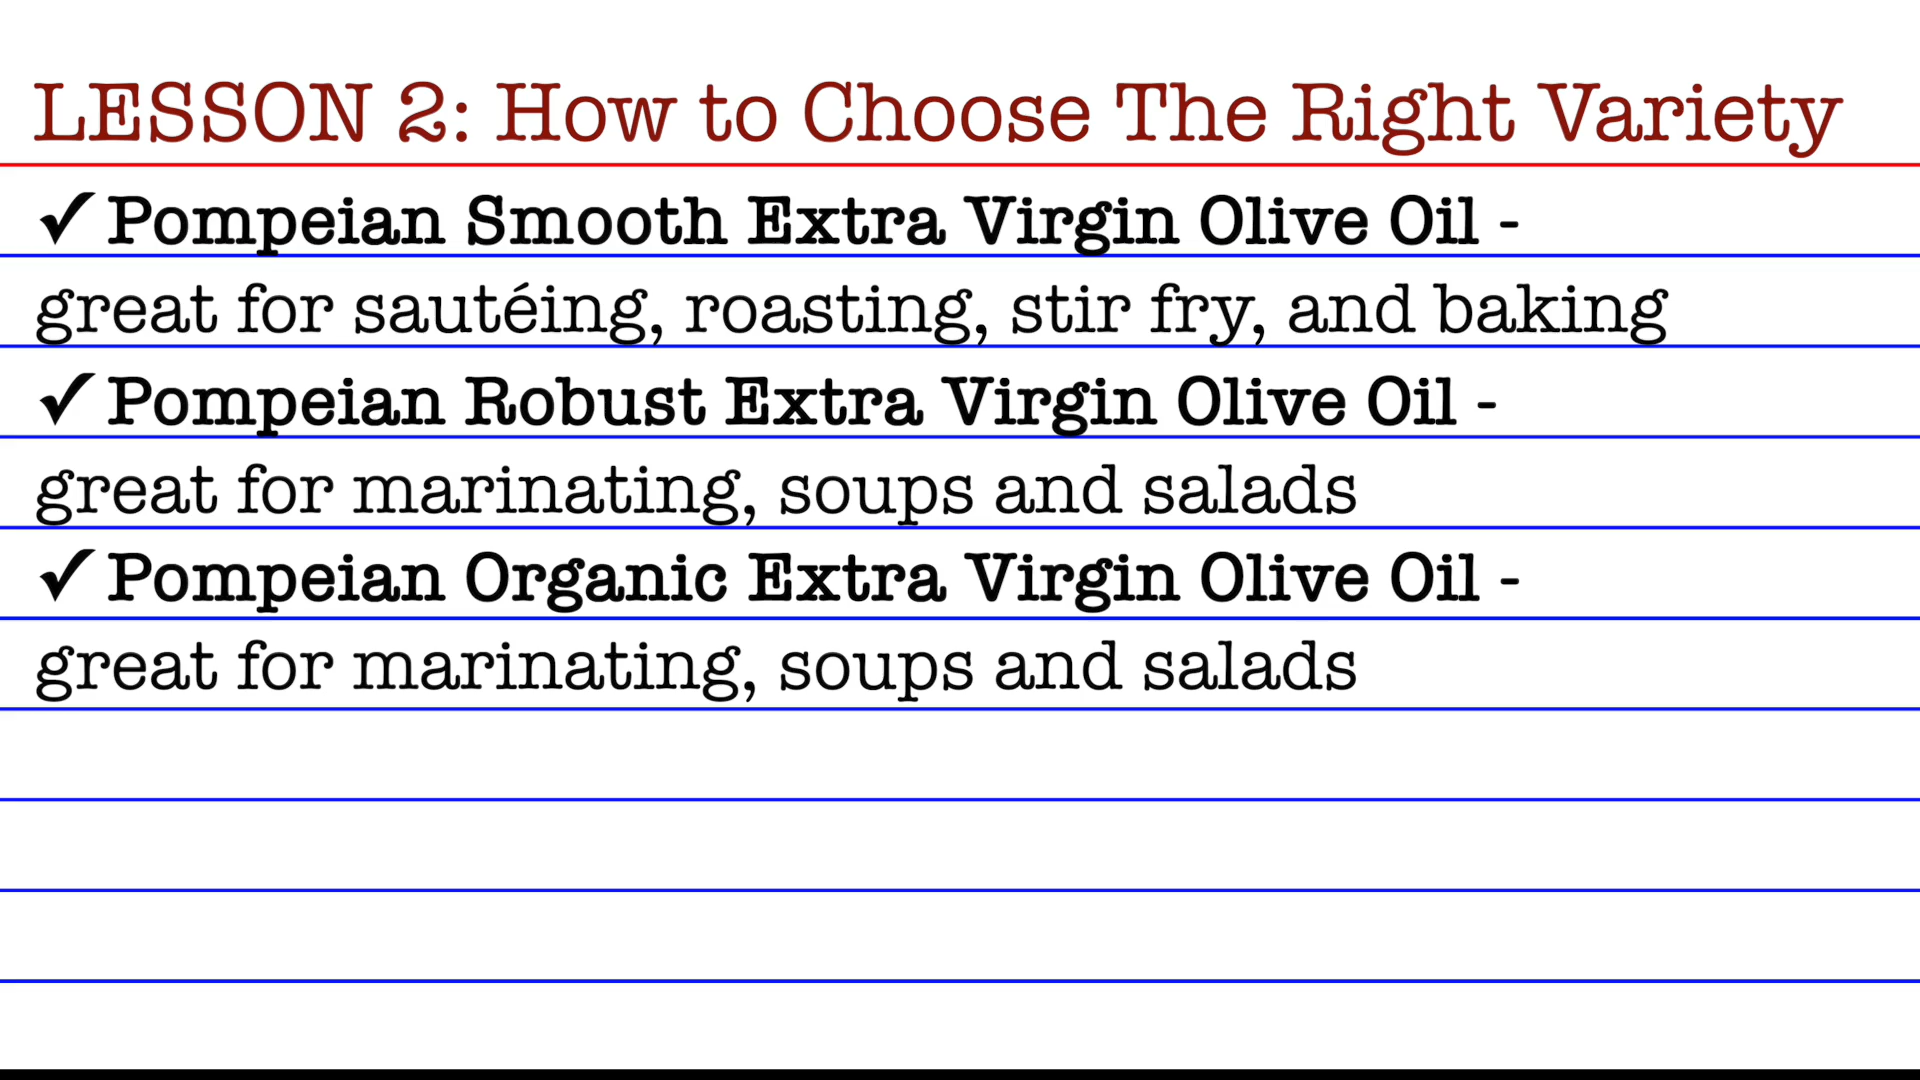 LESSON 2: How to Choose The Right Variety
✓ Pompeian Smooth Extra Virgin Olive Oil -
great for sautéing, roasting, stir fry, and baking
✓ Pompeian Robust Extra Virgin Olive Oil -
great for marinating, soups and salads
✓ Pompeian Organic Extra Virgin Olive Oil -
great for marinating, soups and salads